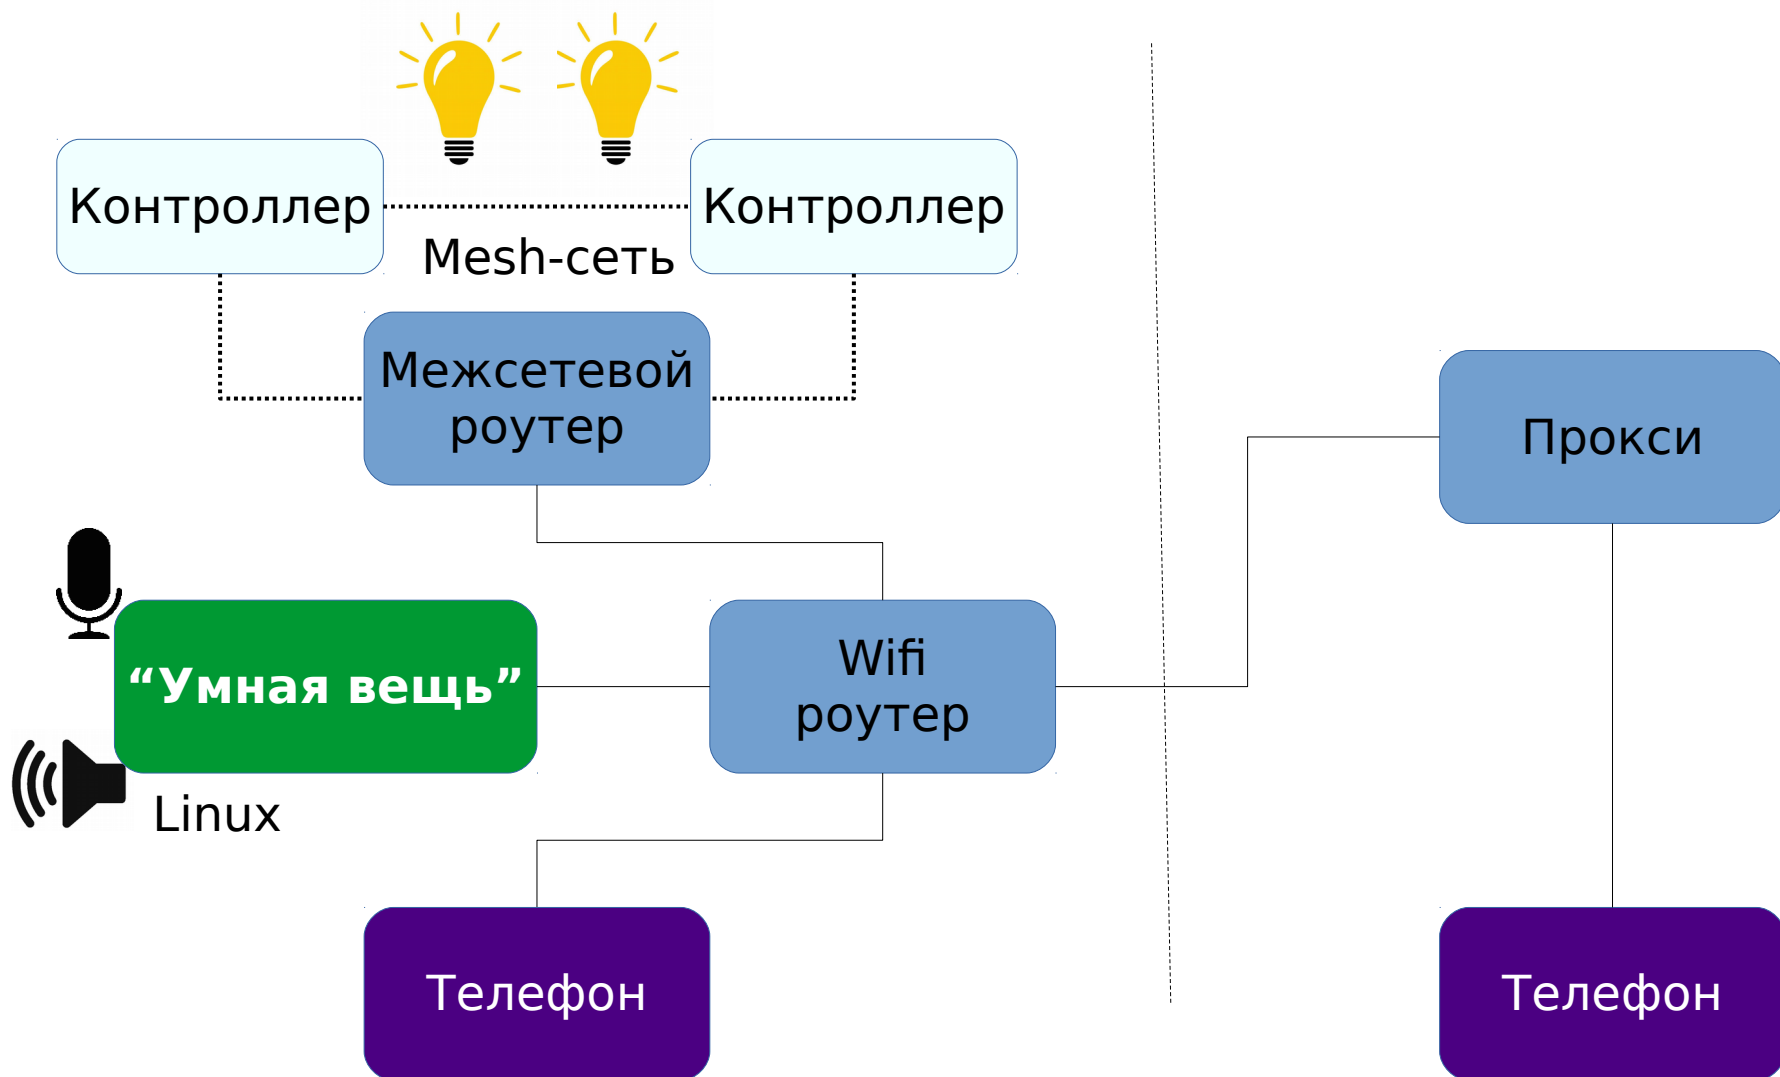 Контроллер
Контроллер
Mesh-сеть
Межсетевой
роутер
Прокси
“Умная вещь”
Wifi
роутер
Linux
Телефон
Телефон